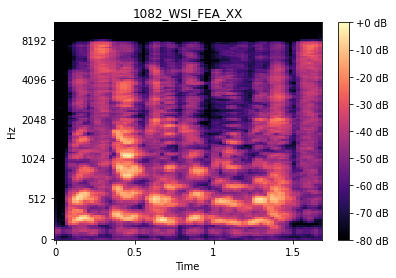 1082_WSI_FEA_XX
+0 dB
8192
-10 dB
4096
-20 dB
-30 dB
2048
Hz
-40 dB
1024
-50 dB
512
-60 dB
-70 dB
0
-80 dB
0
0.5
1
1.5
Time